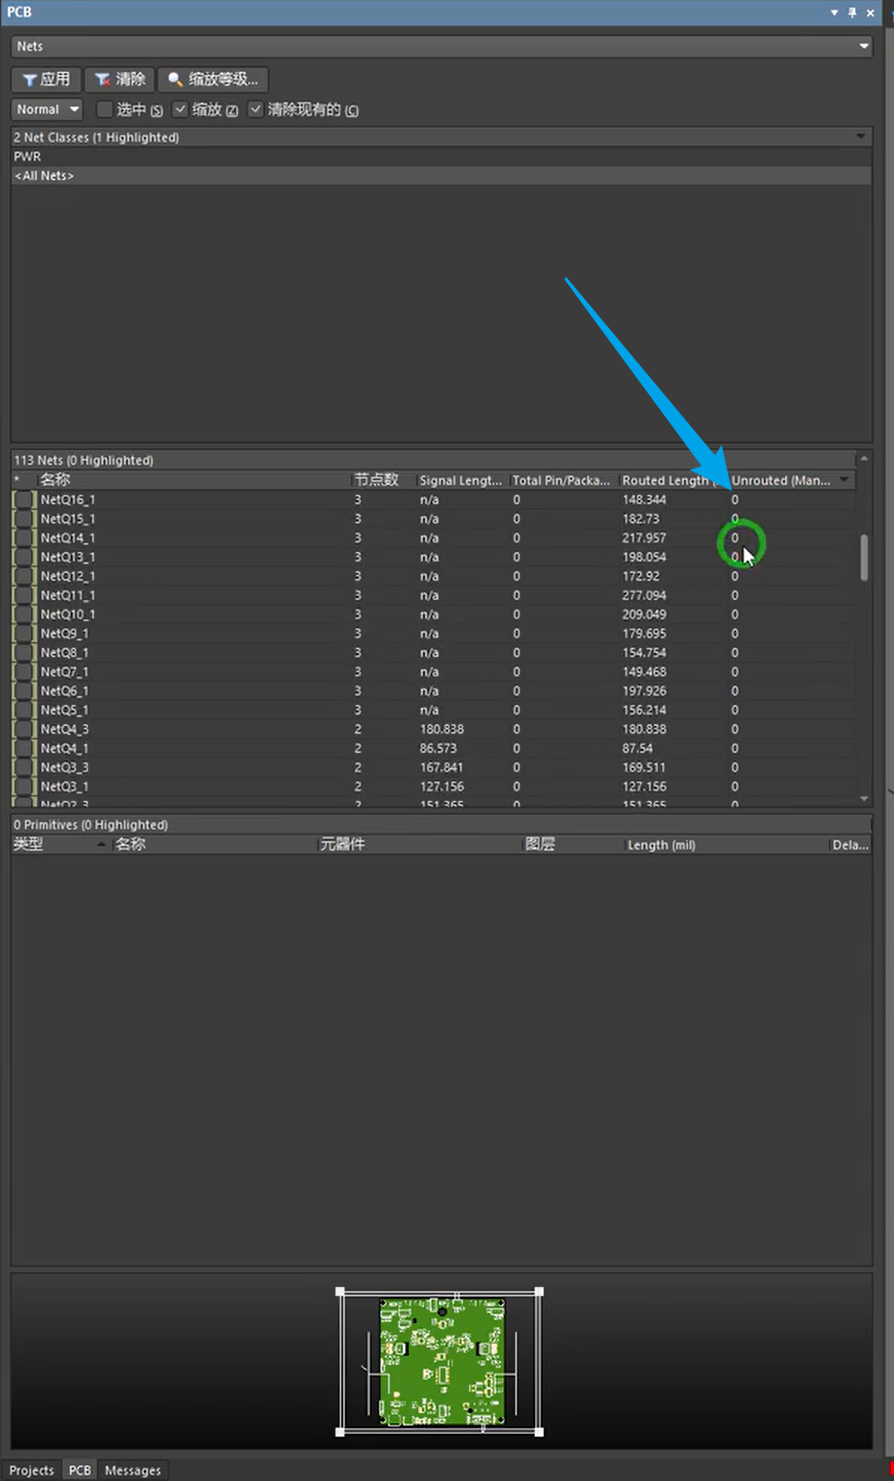 PCB
Nets
应用 清除 缩放等级...
Normal 选中 (S) 缩放 (Z) 清除现有的 (C)
2 Net Classes (1 Highlighted)
PWR
<All Nets>
113 Nets (0 Highlighted)
* 名称 节点数 Signal Lengt... Total Pin/Packa... Routed Length ( Unrouted (Man...
NetQ16_1 3 n/a 0 148.344 0
NetQ15_1 3 n/a 0 182.73 0
NetQ14_1 3 n/a 0 217.957 0
NetQ13_1 3 n/a 0 198.054 0
NetQ12_1 3 n/a 0 172.92 0
NetQ11_1 3 n/a 0 277.094 0
NetQ10_1 3 n/a 0 209.049 0
NetQ9_1 3 n/a 0 179.695 0
NetQ8_1 3 n/a 0 154.754 0
NetQ7_1 3 n/a 0 149.468 0
NetQ6_1 3 n/a 0 197.926 0
NetQ5_1 3 n/a 0 156.214 0
NetQ4_3 2 180.838 0 180.838 0
NetQ4_1 2 86.573 0 87.54 0
NetQ3_3 2 167.841 0 169.511 0
NetQ3_1 2 127.156 0 127.156 0
NetQ2_3 2 151.365 0 151.365 0
0 Primitives (0 Highlighted)
类型 名称 元器件 图层 Length (mil) Dela...
Projects PCB Messages